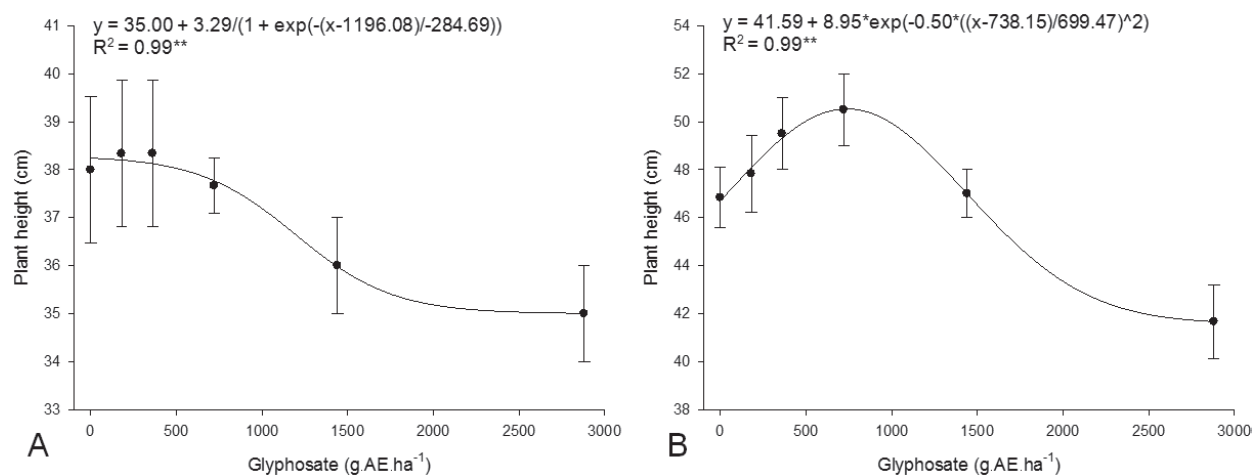 y = 35.00 + 3.29/(1 + exp(-(x-1196.08)/-284.69))
R² = 0.99**
41
40
39
38
37
36
35
34
33
Plant height (cm)
0 500 1000 1500 2000 2500 3000
Glyphosate (g.AE.ha⁻¹)
A
y = 41.59 + 8.95*exp(-0.50*((x-738.15)/699.47)^2)
R² = 0.99**
54
52
50
48
46
44
42
40
38
Plant height (cm)
0 500 1000 1500 2000 2500 3000
Glyphosate (g.AE.ha⁻¹)
B